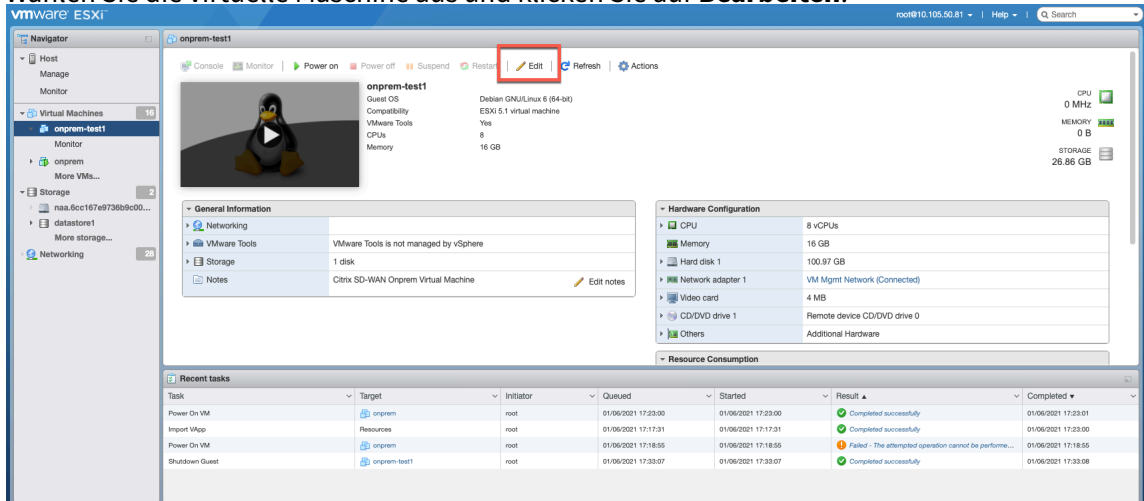 Wählen Sie die virtuelle Maschine aus und klicken Sie auf Bearbeiten.
vmware ESXi™
root@10.105.50.81 | Help | Search
Navigator
Host
Manage
Monitor
Virtual Machines 16
onprem-test1
Monitor
onprem
More VMs...
Storage 2
naa.6cc167e9736b9c00...
datastore1
More storage...
Networking 28
onprem-test1
Console Monitor | Power on Power off Suspend Restart | Edit | Refresh | Actions
onprem-test1
Guest OS Debian GNU/Linux 6 (64-bit)
Compatibility ESXi 5.1 virtual machine
VMware Tools Yes
CPUs 8
Memory 16 GB
CPU
0 MHz
MEMORY
0 B
STORAGE
26.86 GB
General Information
Networking
VMware Tools VMware Tools is not managed by vSphere
Storage 1 disk
Notes Citrix SD-WAN Onprem Virtual Machine Edit notes
Hardware Configuration
CPU 8 vCPUs
Memory 16 GB
Hard disk 1 100.97 GB
Network adapter 1 VM Mgmt Network (Connected)
Video card 4 MB
CD/DVD drive 1 Remote device CD/DVD drive 0
Others Additional Hardware
Resource Consumption
Recent tasks
Task Target Initiator Queued Started Result Completed
Power On VM onprem root 01/06/2021 17:23:00 01/06/2021 17:23:00 Completed successfully 01/06/2021 17:23:01
Import VApp Resources root 01/06/2021 17:17:31 01/06/2021 17:17:31 Completed successfully 01/06/2021 17:23:00
Power On VM onprem root 01/06/2021 17:18:55 01/06/2021 17:18:55 Failed - The attempted operation cannot be performe... 01/06/2021 17:18:55
Shutdown Guest onprem-test1 root 01/06/2021 17:33:07 01/06/2021 17:33:07 Completed successfully 01/06/2021 17:33:08